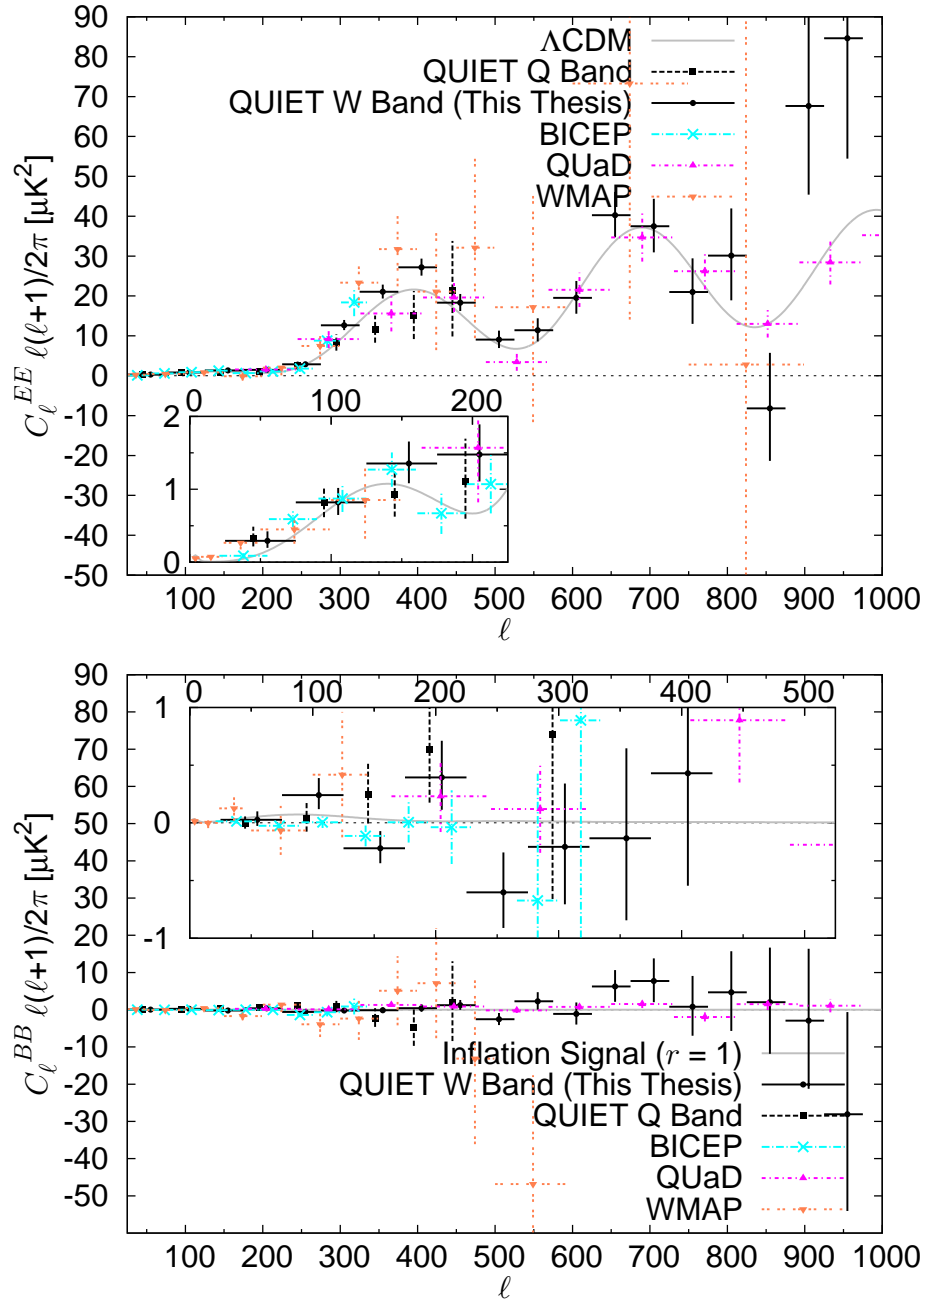 90
80
70
60
50
40
30
20
10
0
-10
-20
-30
-40
-50
C_ℓ^EE ℓ(ℓ+1)/2π [μK²]
ΛCDM
QUIET Q Band
QUIET W Band (This Thesis)
BICEP
QUaD
WMAP
0 100 200
2
1
0
100 200 300 400 500 600 700 800 900 1000
ℓ
90
80
70
60
50
40
30
20
10
0
-10
-20
-30
-40
-50
C_ℓ^BB ℓ(ℓ+1)/2π [μK²]
0 100 200 300 400 500
1
0
-1
Inflation Signal (r = 1)
QUIET W Band (This Thesis)
QUIET Q Band
BICEP
QUaD
WMAP
100 200 300 400 500 600 700 800 900 1000
ℓ